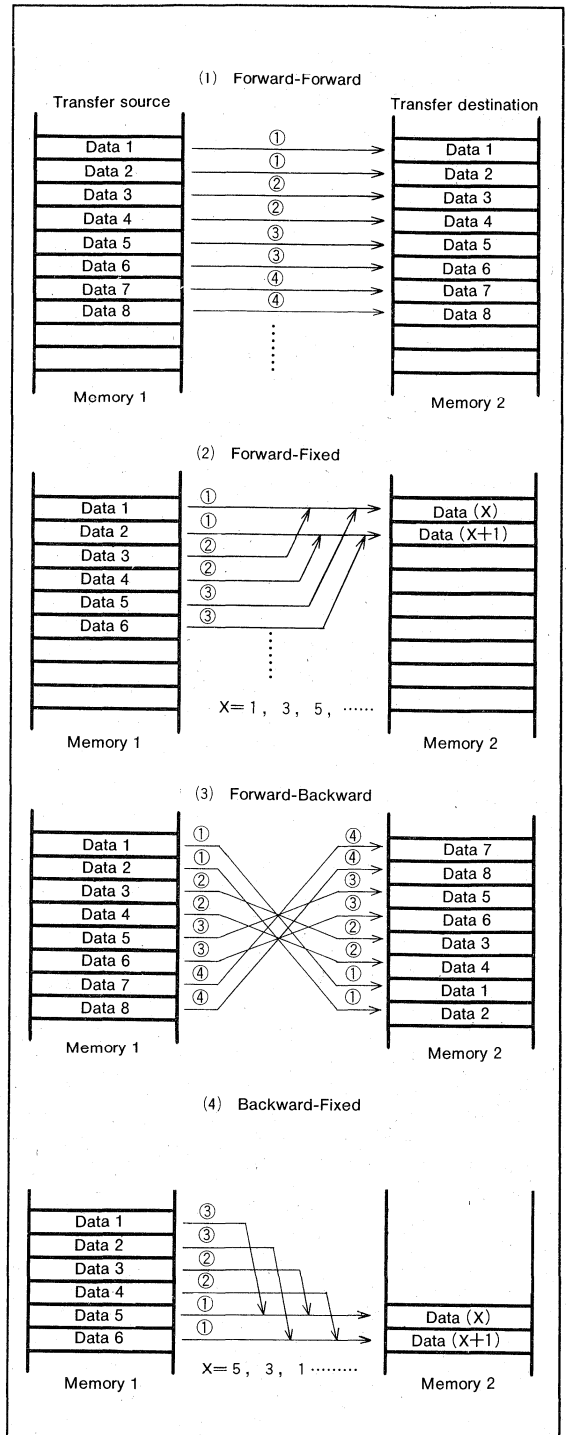 (1) Forward-Forward
Transfer source
Transfer destination
Data 1 ① Data 1
Data 2 ① Data 2
Data 3 ② Data 3
Data 4 ② Data 4
Data 5 ③ Data 5
Data 6 ③ Data 6
Data 7 ④ Data 7
Data 8 ④ Data 8
Memory 1
Memory 2
(2) Forward-Fixed
Data 1 ① Data (X)
Data 2 ① Data (X+1)
Data 3 ②
Data 4 ②
Data 5 ③
Data 6 ③
X=1, 3, 5, ······
Memory 1
Memory 2
(3) Forward-Backward
Data 1 ① ④ Data 7
Data 2 ① ④ Data 8
Data 3 ② ③ Data 5
Data 4 ② ③ Data 6
Data 5 ③ ② Data 3
Data 6 ③ ② Data 4
Data 7 ④ ① Data 1
Data 8 ④ ① Data 2
Memory 1
Memory 2
(4) Backward-Fixed
Data 1 ③
Data 2 ③
Data 3 ②
Data 4 ②
Data 5 ① Data (X)
Data 6 ① Data (X+1)
X=5, 3, 1 ·········
Memory 1
Memory 2